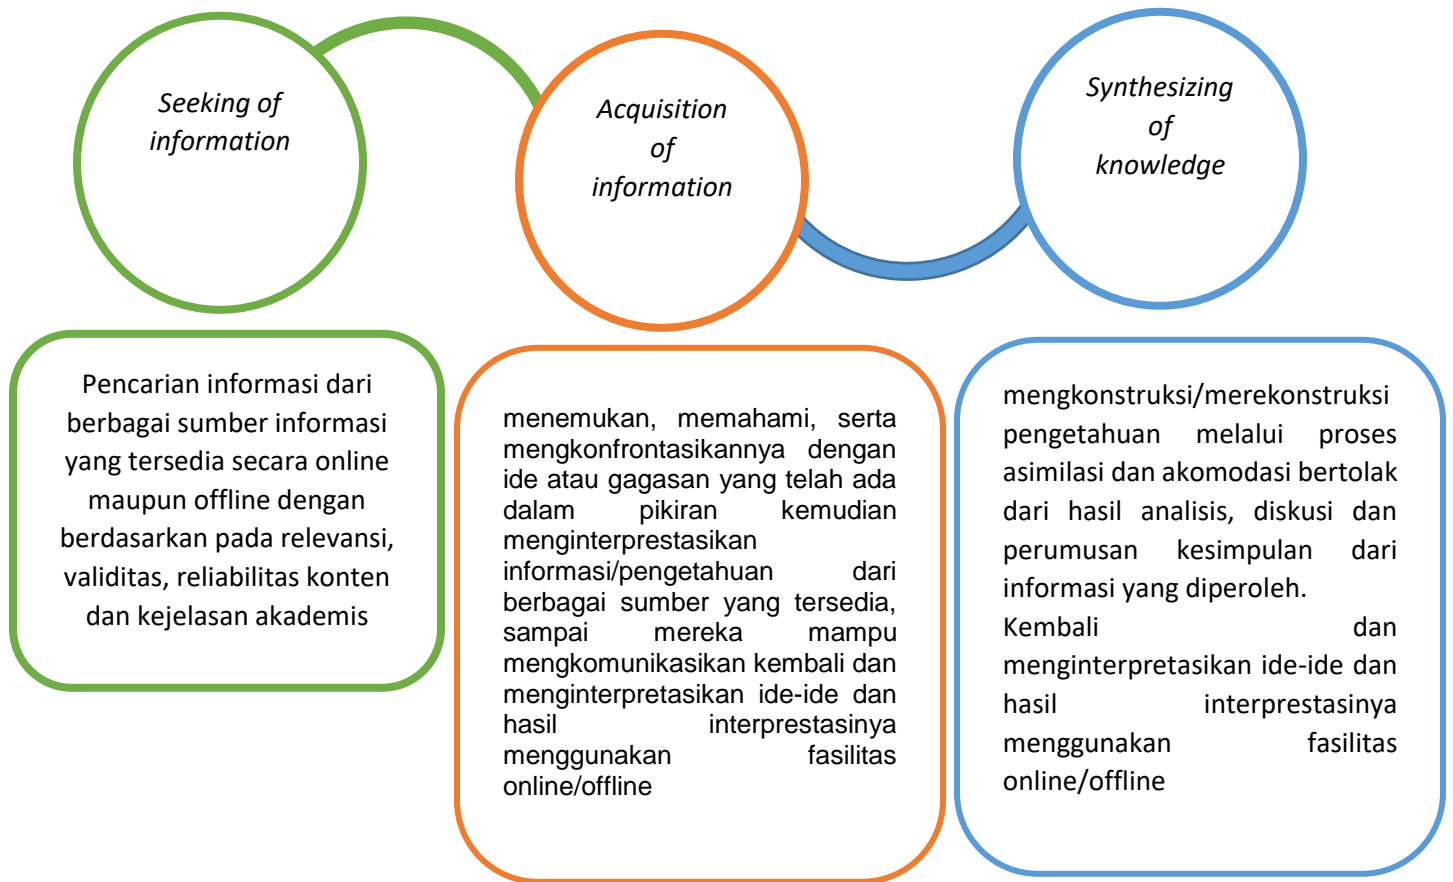 Seeking of
information
Acquisition
of
information
Synthesizing
of
knowledge
Pencarian informasi dari
berbagai sumber informasi
yang tersedia secara online
maupun offline dengan
berdasarkan pada relevansi,
validitas, reliabilitas konten
dan kejelasan akademis
menemukan, memahami, serta
mengkonfrontasikannya dengan
ide atau gagasan yang telah ada
dalam pikiran kemudian
menginterprestasikan
informasi/pengetahuan dari
berbagai sumber yang tersedia,
sampai mereka mampu
mengkomunikasikan kembali dan
menginterpretasikan ide-ide dan
hasil interprestasinya
menggunakan fasilitas
online/offline
mengkonstruksi/merekonstruksi
pengetahuan melalui proses
asimilasi dan akomodasi bertolak
dari hasil analisis, diskusi dan
perumusan kesimpulan dari
informasi yang diperoleh.
Kembali dan
menginterpretasikan ide-ide dan
hasil interprestasinya
menggunakan fasilitas
online/offline